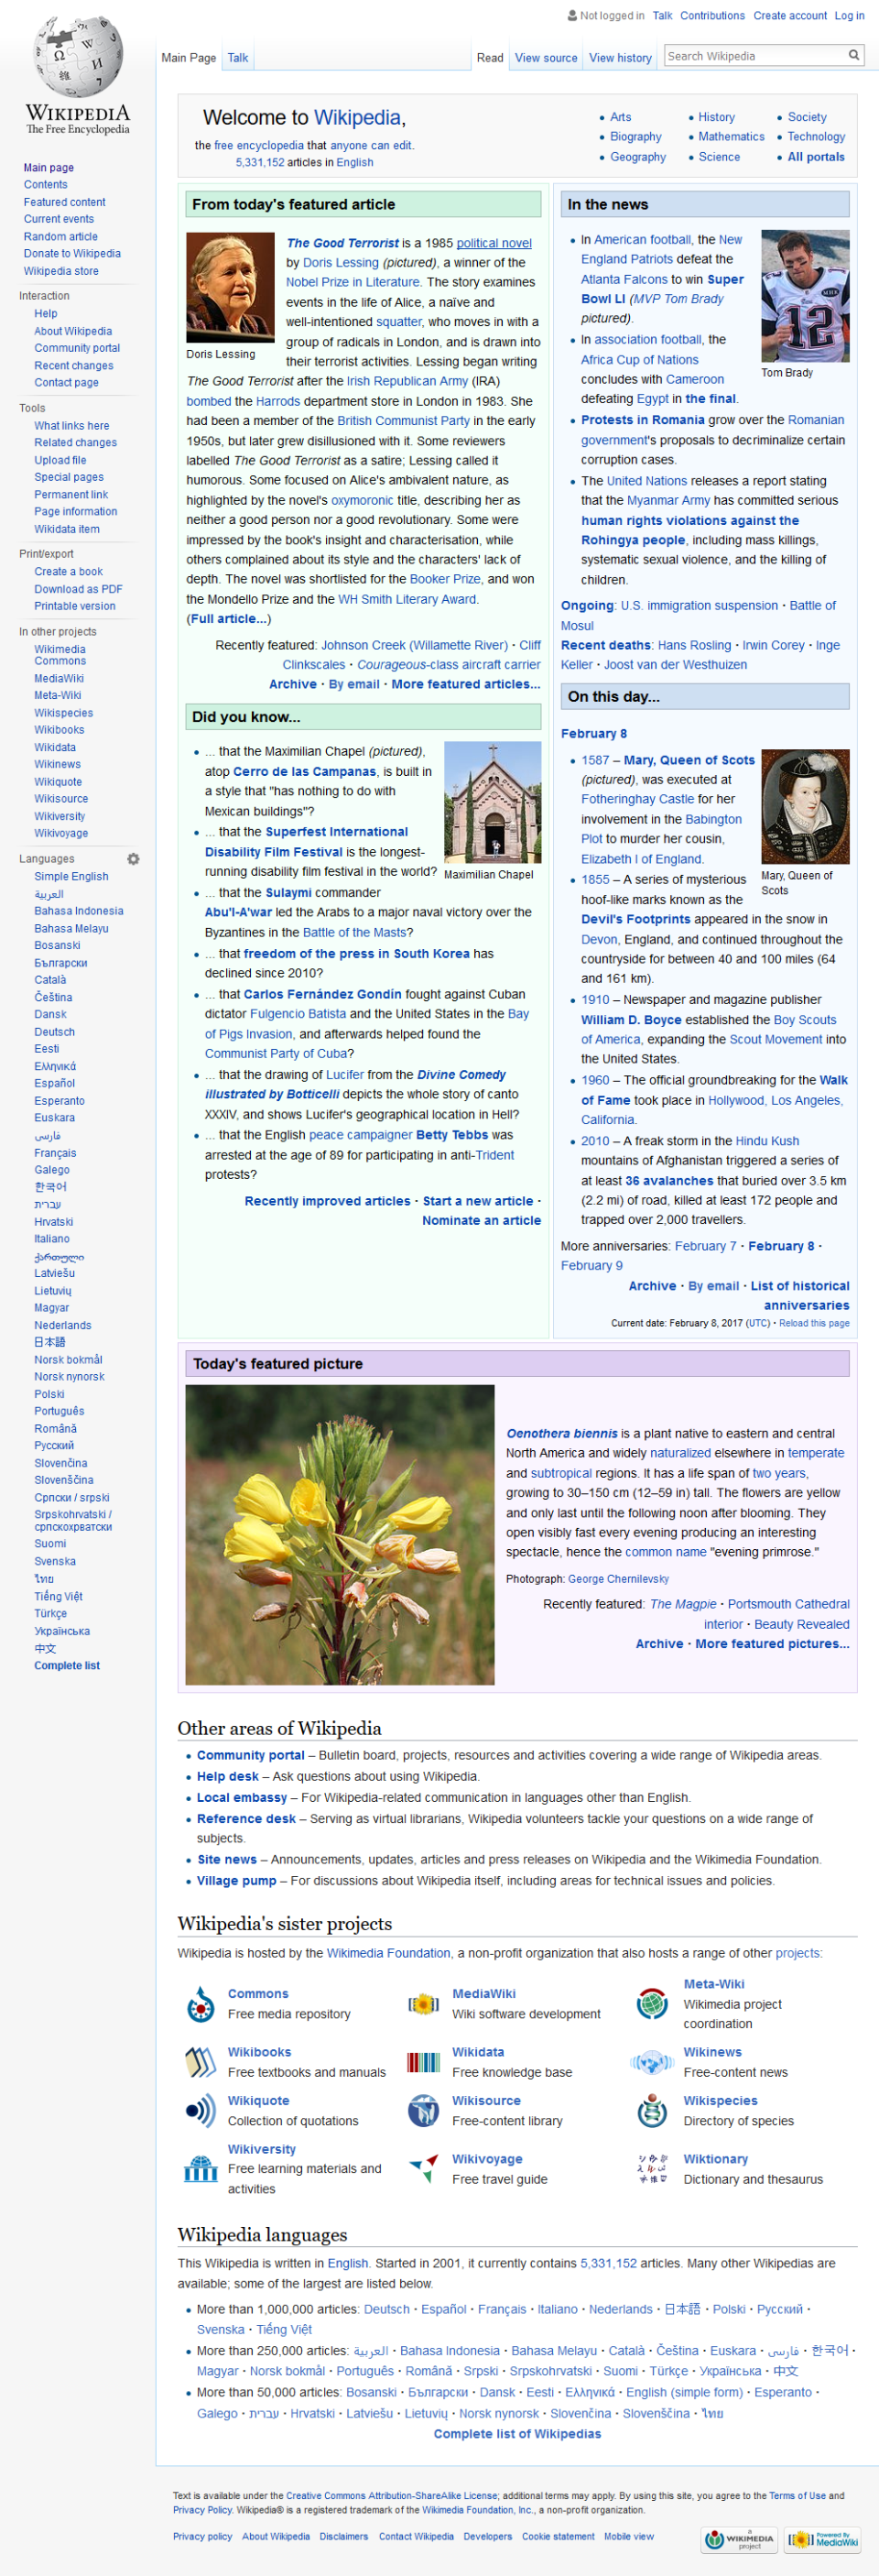 Not logged in Talk Contributions Create account Log in
Main Page Talk Read View source View history Search Wikipedia
WIKIPEDIA
The Free Encyclopedia
Main page
Contents
Featured content
Current events
Random article
Donate to Wikipedia
Wikipedia store
Interaction
Help
About Wikipedia
Community portal
Recent changes
Contact page
Tools
What links here
Related changes
Upload file
Special pages
Permanent link
Page information
Wikidata item
Print/export
Create a book
Download as PDF
Printable version
In other projects
Wikimedia
Commons
MediaWiki
Meta-Wiki
Wikispecies
Wikibooks
Wikidata
Wikinews
Wikiquote
Wikisource
Wikiversity
Wikivoyage
Languages
Simple English
العربية
Bahasa Indonesia
Bahasa Melayu
Bosanski
Български
Català
Čeština
Dansk
Deutsch
Eesti
Ελληνικά
Español
Esperanto
Euskara
فارسی
Français
Galego
한국어
עברית
Hrvatski
Italiano
ქართული
Latviešu
Lietuvių
Magyar
Nederlands
日本語
Norsk bokmål
Norsk nynorsk
Polski
Português
Română
Русский
Slovenčina
Slovenščina
Српски / srpski
Srpskohrvatski /
српскохрватски
Suomi
Svenska
ไทย
Tiếng Việt
Türkçe
Українська
中文
Complete list
Welcome to Wikipedia,
the free encyclopedia that anyone can edit.
5,331,152 articles in English
• Arts • History • Society
• Biography • Mathematics • Technology
• Geography • Science • All portals
From today's featured article
The Good Terrorist is a 1985 political novel
by Doris Lessing (pictured), a winner of the
Nobel Prize in Literature. The story examines
events in the life of Alice, a naïve and
well-intentioned squatter, who moves in with a
group of radicals in London, and is drawn into
Doris Lessing
their terrorist activities. Lessing began writing
The Good Terrorist after the Irish Republican Army (IRA)
bombed the Harrods department store in London in 1983. She
had been a member of the British Communist Party in the early
1950s, but later grew disillusioned with it. Some reviewers
labelled The Good Terrorist as a satire; Lessing called it
humorous. Some focused on Alice's ambivalent nature, as
highlighted by the novel's oxymoronic title, describing her as
neither a good person nor a good revolutionary. Some were
impressed by the book's insight and characterisation, while
others complained about its style and the characters' lack of
depth. The novel was shortlisted for the Booker Prize, and won
the Mondello Prize and the WH Smith Literary Award.
(Full article...)
Recently featured: Johnson Creek (Willamette River) · Cliff
Clinkscales · Courageous-class aircraft carrier
Archive · By email · More featured articles...
Did you know...
• ... that the Maximilian Chapel (pictured),
atop Cerro de las Campanas, is built in
a style that "has nothing to do with
Mexican buildings"?
• ... that the Superfest International
Disability Film Festival is the longest-
running disability film festival in the world?
Maximilian Chapel
• ... that the Sulaymi commander
Abu'l-A'war led the Arabs to a major naval victory over the
Byzantines in the Battle of the Masts?
• ... that freedom of the press in South Korea has
declined since 2010?
• ... that Carlos Fernández Gondín fought against Cuban
dictator Fulgencio Batista and the United States in the Bay
of Pigs Invasion, and afterwards helped found the
Communist Party of Cuba?
• ... that the drawing of Lucifer from the Divine Comedy
illustrated by Botticelli depicts the whole story of canto
XXXIV, and shows Lucifer's geographical location in Hell?
• ... that the English peace campaigner Betty Tebbs was
arrested at the age of 89 for participating in anti-Trident
protests?
Recently improved articles · Start a new article ·
Nominate an article
In the news
• In American football, the New
England Patriots defeat the
Atlanta Falcons to win Super
Bowl LI (MVP Tom Brady
pictured).
12
Tom Brady
• In association football, the
Africa Cup of Nations
concludes with Cameroon
defeating Egypt in the final.
• Protests in Romania grow over the Romanian
government's proposals to decriminalize certain
corruption cases.
• The United Nations releases a report stating
that the Myanmar Army has committed serious
human rights violations against the
Rohingya people, including mass killings,
systematic sexual violence, and the killing of
children.
Ongoing: U.S. immigration suspension · Battle of
Mosul
Recent deaths: Hans Rosling · Irwin Corey · Inge
Keller · Joost van der Westhuizen
On this day...
February 8
• 1587 – Mary, Queen of Scots
(pictured), was executed at
Fotheringhay Castle for her
involvement in the Babington
Plot to murder her cousin,
Elizabeth I of England.
Mary, Queen of
Scots
• 1855 – A series of mysterious
hoof-like marks known as the
Devil's Footprints appeared in the snow in
Devon, England, and continued throughout the
countryside for between 40 and 100 miles (64
and 161 km).
• 1910 – Newspaper and magazine publisher
William D. Boyce established the Boy Scouts
of America, expanding the Scout Movement into
the United States.
• 1960 – The official groundbreaking for the Walk
of Fame took place in Hollywood, Los Angeles,
California.
• 2010 – A freak storm in the Hindu Kush
mountains of Afghanistan triggered a series of
at least 36 avalanches that buried over 3.5 km
(2.2 mi) of road, killed at least 172 people and
trapped over 2,000 travellers.
More anniversaries: February 7 · February 8 ·
February 9
Archive · By email · List of historical
anniversaries
Current date: February 8, 2017 (UTC) · Reload this page
Today's featured picture
Oenothera biennis is a plant native to eastern and central
North America and widely naturalized elsewhere in temperate
and subtropical regions. It has a life span of two years,
growing to 30–150 cm (12–59 in) tall. The flowers are yellow
and only last until the following noon after blooming. They
open visibly fast every evening producing an interesting
spectacle, hence the common name "evening primrose."
Photograph: George Chernilevsky
Recently featured: The Magpie · Portsmouth Cathedral
interior · Beauty Revealed
Archive · More featured pictures...
Other areas of Wikipedia
• Community portal – Bulletin board, projects, resources and activities covering a wide range of Wikipedia areas.
• Help desk – Ask questions about using Wikipedia.
• Local embassy – For Wikipedia-related communication in languages other than English.
• Reference desk – Serving as virtual librarians, Wikipedia volunteers tackle your questions on a wide range of
subjects.
• Site news – Announcements, updates, articles and press releases on Wikipedia and the Wikimedia Foundation.
• Village pump – For discussions about Wikipedia itself, including areas for technical issues and policies.
Wikipedia's sister projects
Wikipedia is hosted by the Wikimedia Foundation, a non-profit organization that also hosts a range of other projects:
Commons
Free media repository
MediaWiki
Wiki software development
Meta-Wiki
Wikimedia project
coordination
Wikibooks
Free textbooks and manuals
Wikidata
Free knowledge base
Wikinews
Free-content news
Wikiquote
Collection of quotations
Wikisource
Free-content library
Wikispecies
Directory of species
Wikiversity
Free learning materials and
activities
Wikivoyage
Free travel guide
Wiktionary
Dictionary and thesaurus
Wikipedia languages
This Wikipedia is written in English. Started in 2001, it currently contains 5,331,152 articles. Many other Wikipedias are
available; some of the largest are listed below.
• More than 1,000,000 articles: Deutsch · Español · Français · Italiano · Nederlands · 日本語 · Polski · Русский ·
Svenska · Tiếng Việt
• More than 250,000 articles: العربية · Bahasa Indonesia · Bahasa Melayu · Català · Čeština · Euskara · فارسی · 한국어 ·
Magyar · Norsk bokmål · Português · Română · Srpski · Srpskohrvatski · Suomi · Türkçe · Українська · 中文
• More than 50,000 articles: Bosanski · Български · Dansk · Eesti · Ελληνικά · English (simple form) · Esperanto ·
Galego · עברית · Hrvatski · Latviešu · Lietuvių · Norsk nynorsk · Slovenčina · Slovenščina · ไทย
Complete list of Wikipedias
Text is available under the Creative Commons Attribution-ShareAlike License; additional terms may apply. By using this site, you agree to the Terms of Use and
Privacy Policy. Wikipedia® is a registered trademark of the Wikimedia Foundation, Inc., a non-profit organization.
Privacy policy About Wikipedia Disclaimers Contact Wikipedia Developers Cookie statement Mobile view
a
WIKIMEDIA
project
Powered By
MediaWiki